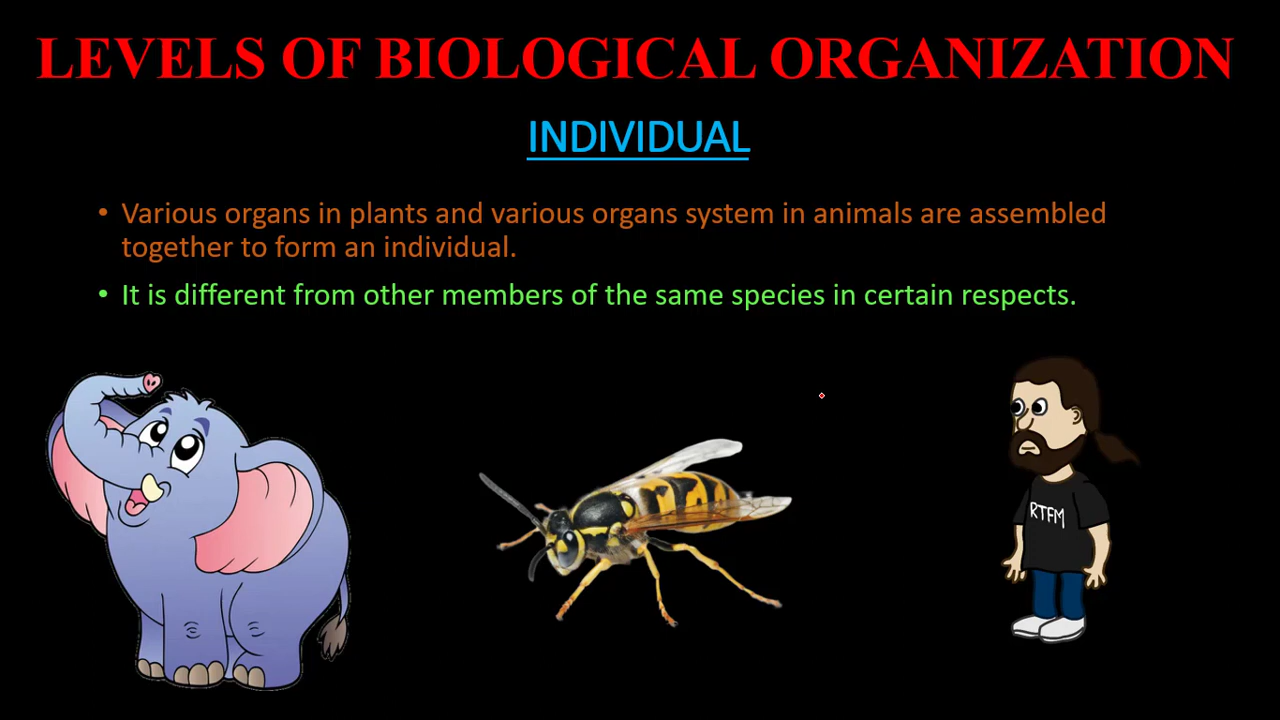 LEVELS OF BIOLOGICAL ORGANIZATION
INDIVIDUAL
• Various organs in plants and various organs system in animals are assembled
together to form an individual.
• It is different from other members of the same species in certain respects.
RTFM